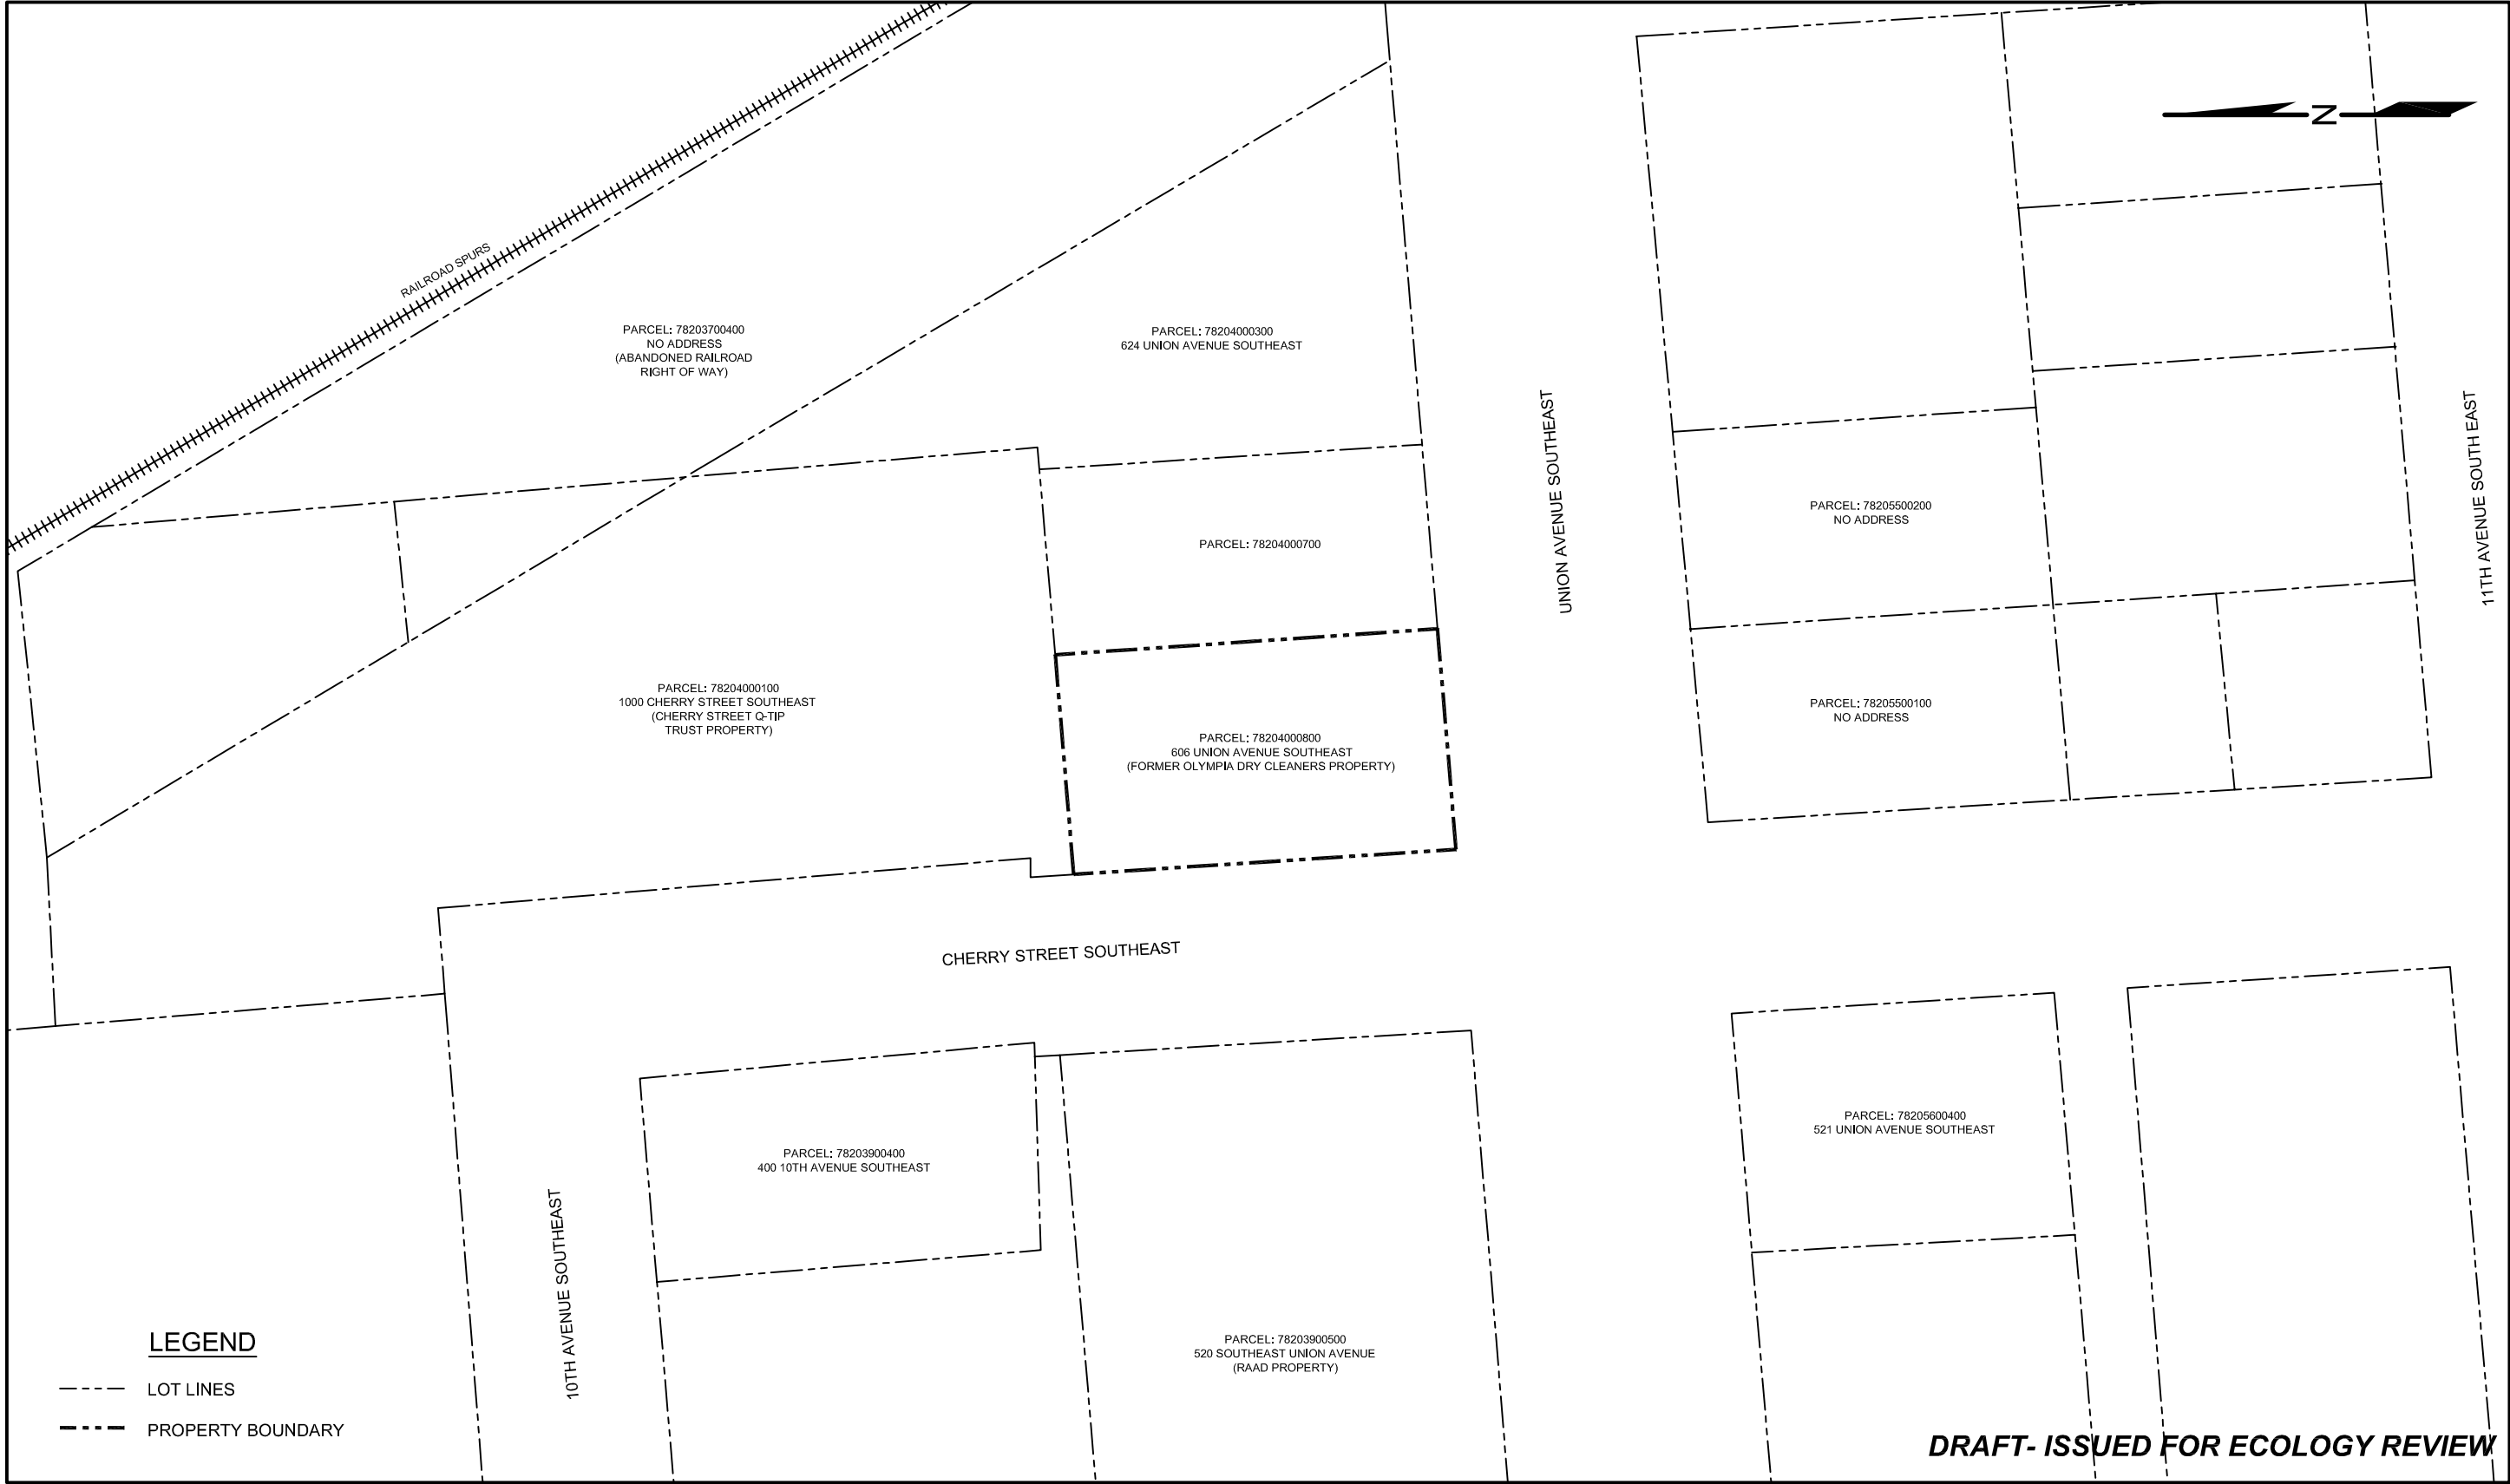 N
RAILROAD SPURS
PARCEL: 78203700400
NO ADDRESS
(ABANDONED RAILROAD
RIGHT OF WAY)
PARCEL: 78204000300
624 UNION AVENUE SOUTHEAST
UNION AVENUE SOUTHEAST
11TH AVENUE SOUTH EAST
PARCEL: 78205500200
NO ADDRESS
PARCEL: 78204000700
PARCEL: 78204000100
1000 CHERRY STREET SOUTHEAST
(CHERRY STREET Q-TIP
TRUST PROPERTY)
PARCEL: 78204000800
606 UNION AVENUE SOUTHEAST
(FORMER OLYMPIA DRY CLEANERS PROPERTY)
PARCEL: 78205500100
NO ADDRESS
CHERRY STREET SOUTHEAST
PARCEL: 78205600400
521 UNION AVENUE SOUTHEAST
PARCEL: 78203900400
400 10TH AVENUE SOUTHEAST
10TH AVENUE SOUTHEAST
PARCEL: 78203900500
520 SOUTHEAST UNION AVENUE
(RAAD PROPERTY)
LEGEND
LOT LINES
PROPERTY BOUNDARY
DRAFT- ISSUED FOR ECOLOGY REVIEW